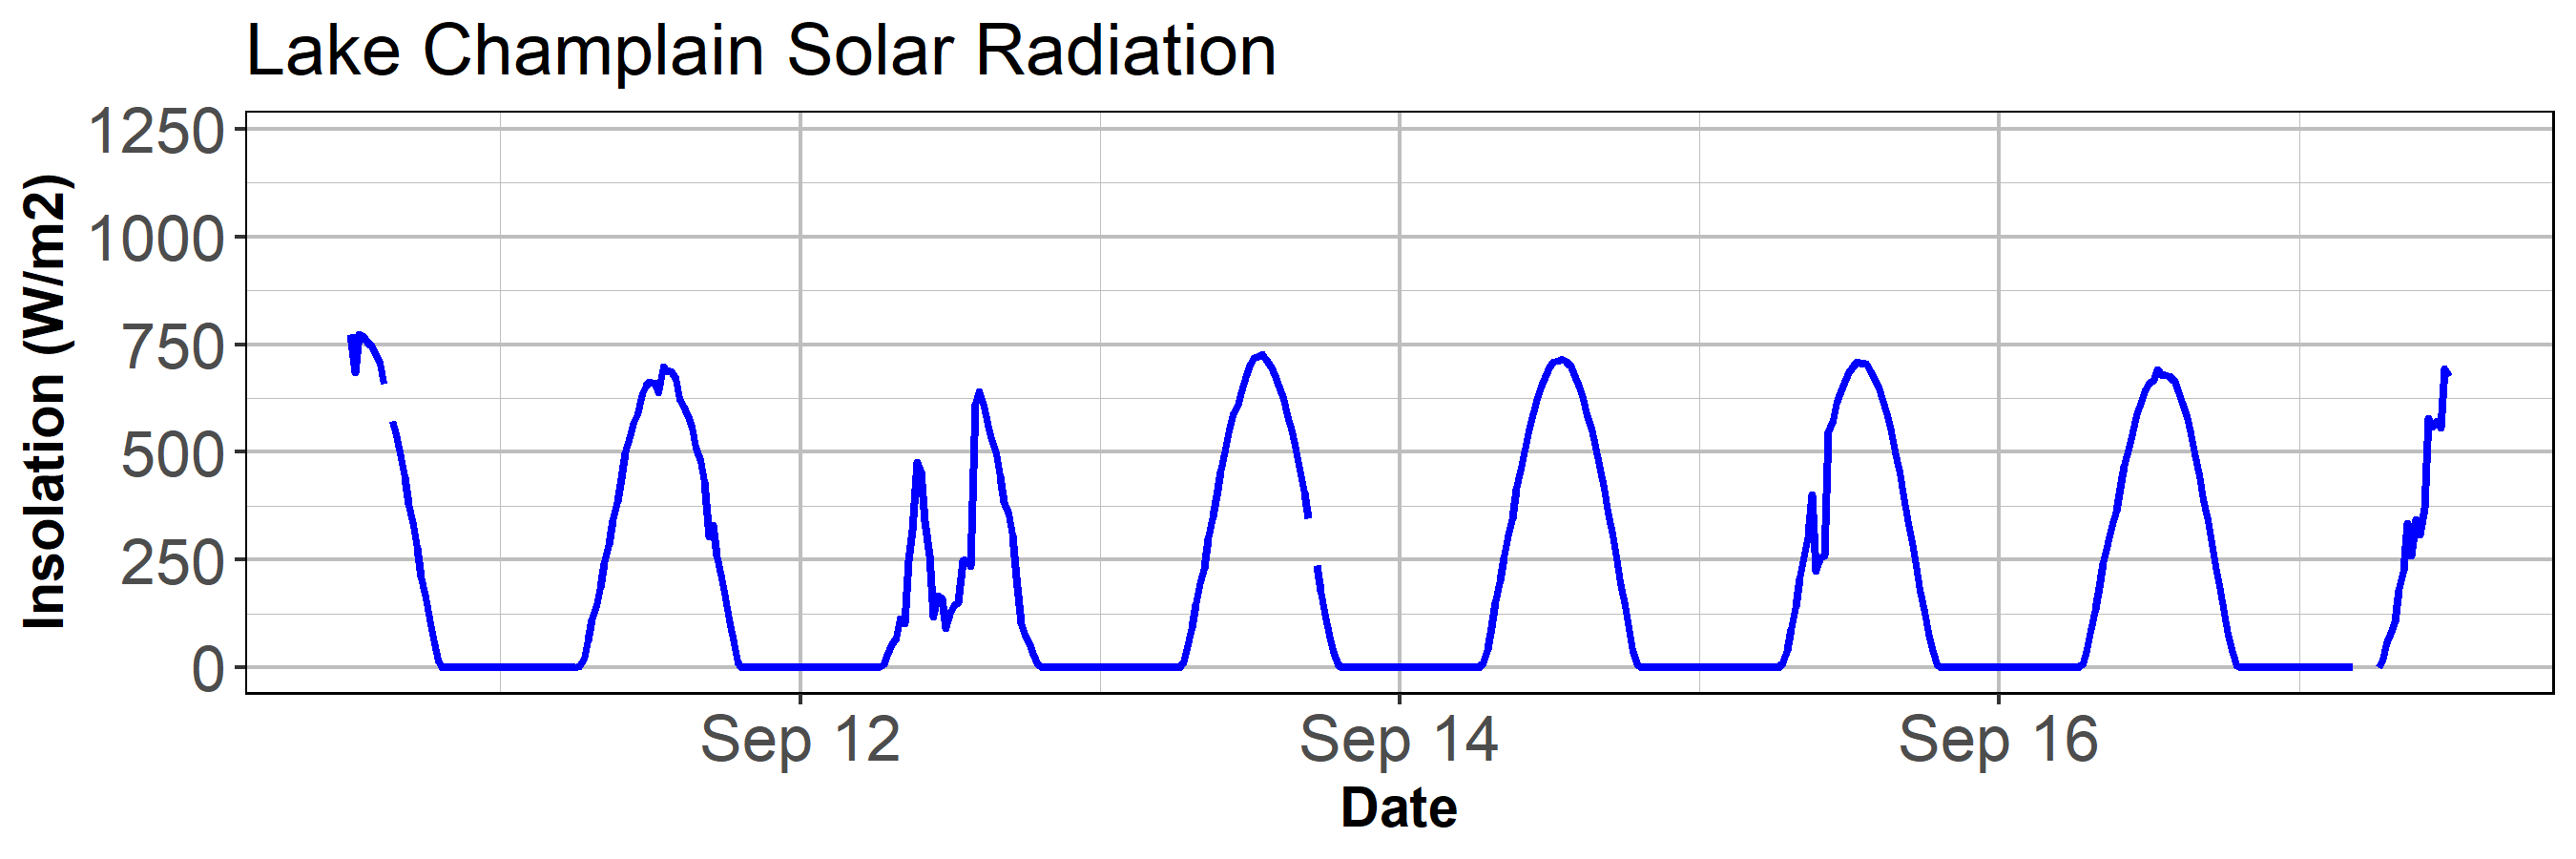 Lake Champlain Solar Radiation
Insolation (W/m2)
1250
1000
750
500
250
0
Sep 12 Sep 14 Sep 16
Date